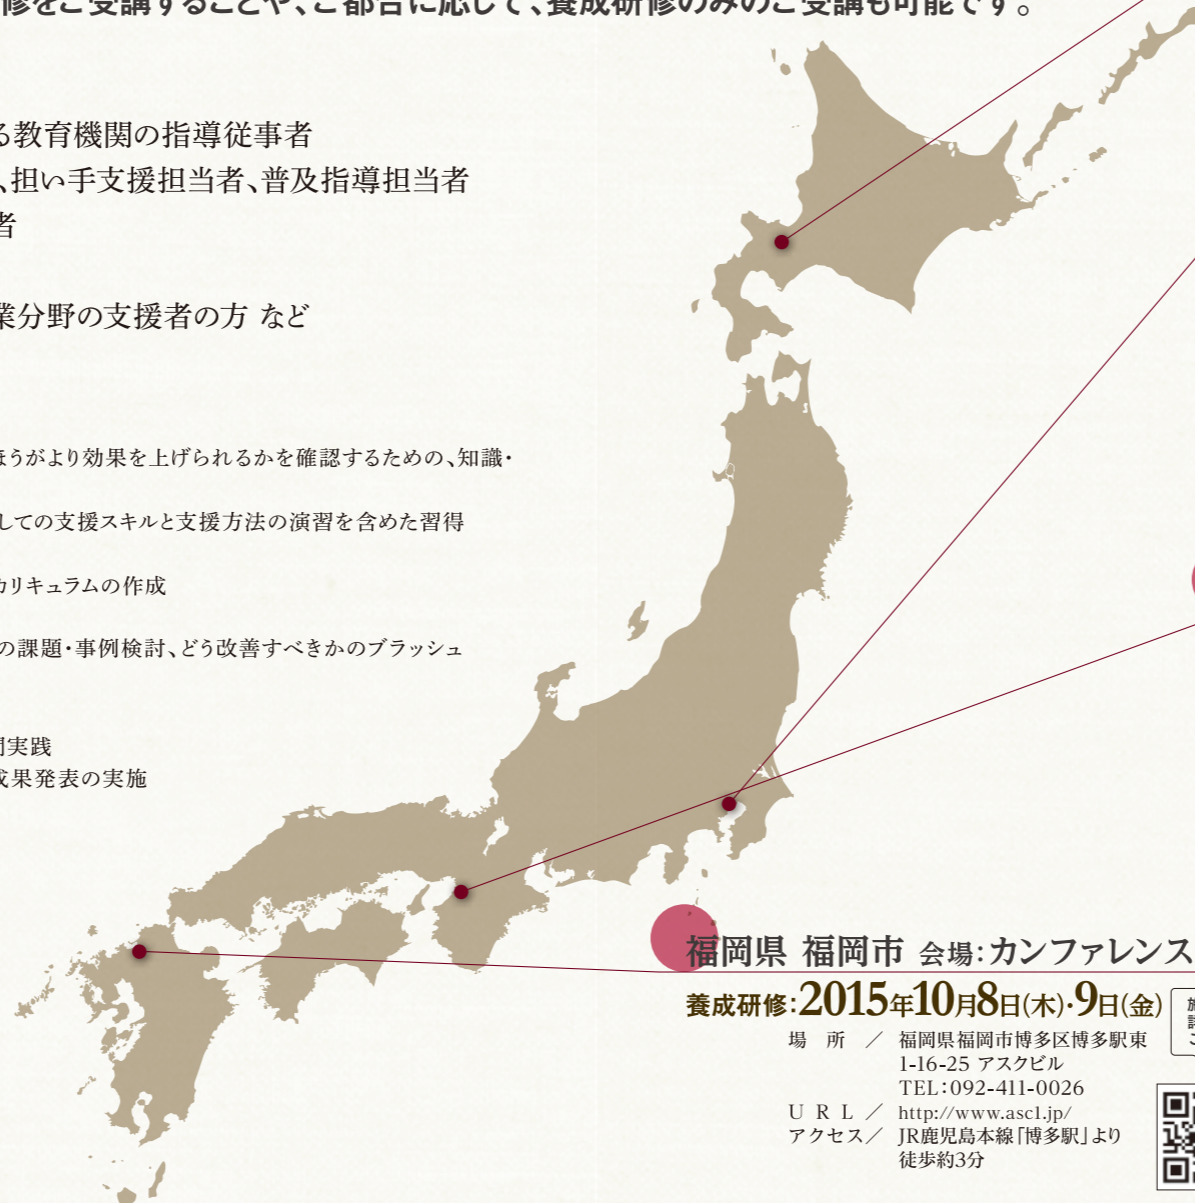 修をご受講することや、ご都合に応じて、養成研修のみのご受講も可能です。
る教育機関の指導従事者
、担い手支援担当者、普及指導担当者
者
業分野の支援者の方 など
ほうがより効果を上げられるかを確認するための、知識・
しての支援スキルと支援方法の演習を含めた習得
カリキュラムの作成
の課題・事例検討、どう改善すべきかのブラッシュ
実践
成果発表の実施
福岡県 福岡市 会場：カンファレンス
養成研修：2015年10月8日(木)・9日(金)
場 所 ／ 福岡県福岡市博多区博多駅東
1-16-25 アスクビル
TEL：092-411-0026
U R L ／ http://www.asc1.jp/
アクセス／ JR鹿児島本線「博多駅」より
徒歩約3分